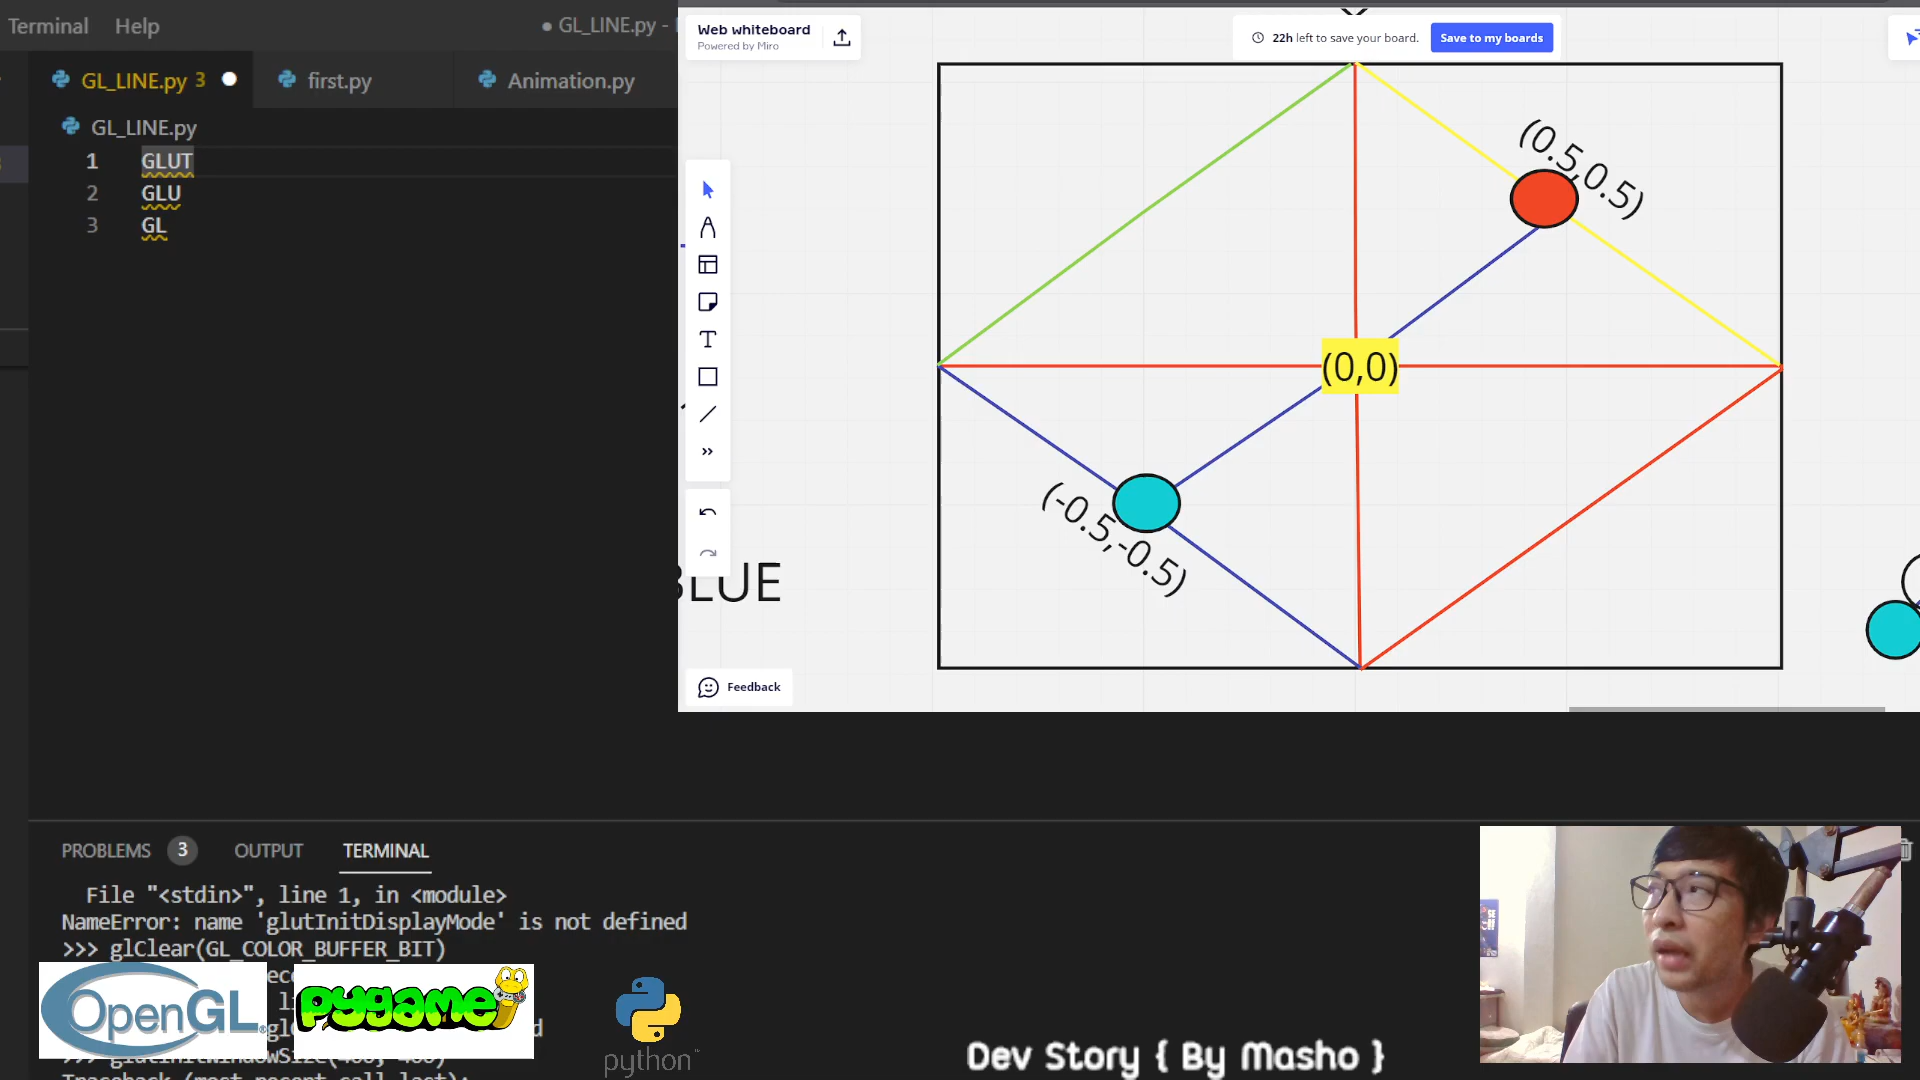 Terminal Help
GL_LINE.py -
GL_LINE.py 3
first.py
Animation.py
GL_LINE.py
1 GLUT
2 GLU
3 GL
Web whiteboard
Powered by Miro
22h left to save your board.
Save to my boards
(0.5,0.5)
(0,0)
(-0.5,-0.5)
BLUE
Feedback
PROBLEMS 3 OUTPUT TERMINAL
File "<stdin>", line 1, in <module>
NameError: name 'glutInitDisplayMode' is not defined
>>> glClear(GL_COLOR_BUFFER_BIT)
OpenGL
pygame
python
Dev Story { By Masho }